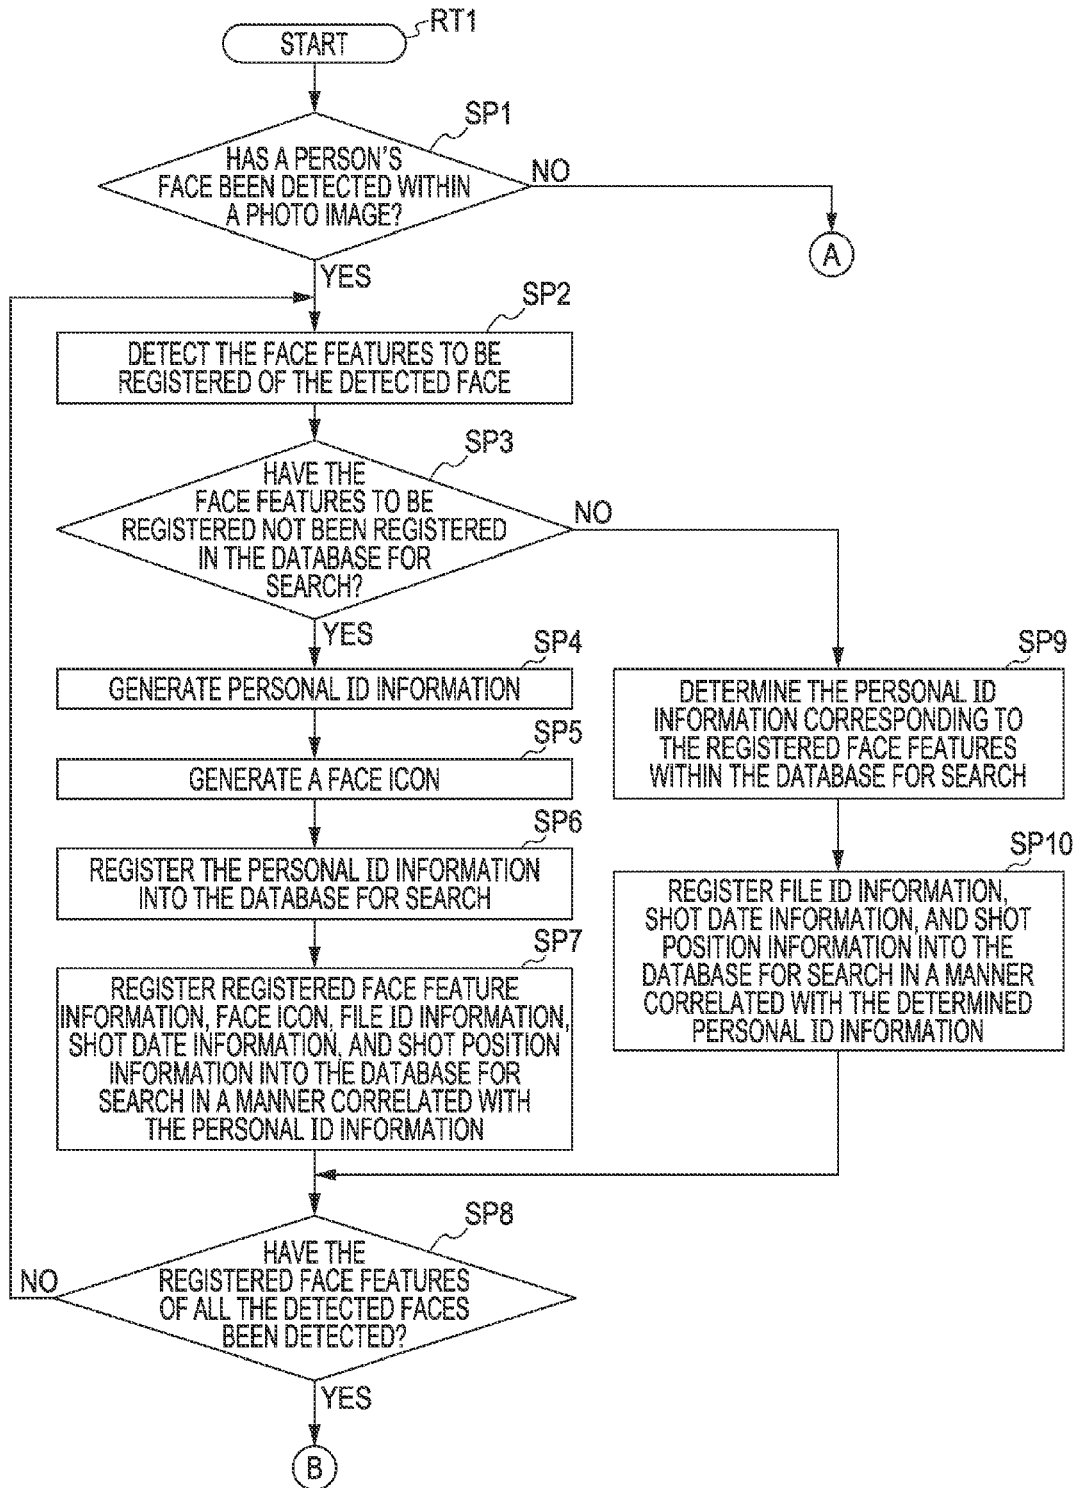 RT1
START
SP1
HAS A PERSON'S
FACE BEEN DETECTED WITHIN
A PHOTO IMAGE?
NO
A
YES
SP2
DETECT THE FACE FEATURES TO BE
REGISTERED OF THE DETECTED FACE
SP3
HAVE THE
FACE FEATURES TO BE
REGISTERED NOT BEEN REGISTERED
IN THE DATABASE FOR
SEARCH?
NO
YES
SP4
GENERATE PERSONAL ID INFORMATION
SP5
GENERATE A FACE ICON
SP6
REGISTER THE PERSONAL ID INFORMATION
INTO THE DATABASE FOR SEARCH
SP7
REGISTER REGISTERED FACE FEATURE
INFORMATION, FACE ICON, FILE ID INFORMATION,
SHOT DATE INFORMATION, AND SHOT POSITION
INFORMATION INTO THE DATABASE FOR
SEARCH IN A MANNER CORRELATED WITH
THE PERSONAL ID INFORMATION
SP9
DETERMINE THE PERSONAL ID
INFORMATION CORRESPONDING TO
THE REGISTERED FACE FEATURES
WITHIN THE DATABASE FOR SEARCH
SP10
REGISTER FILE ID INFORMATION,
SHOT DATE INFORMATION, AND SHOT
POSITION INFORMATION INTO THE
DATABASE FOR SEARCH IN A MANNER
CORRELATED WITH THE DETERMINED
PERSONAL ID INFORMATION
SP8
HAVE THE
REGISTERED FACE FEATURES
OF ALL THE DETECTED FACES
BEEN DETECTED?
NO
YES
B